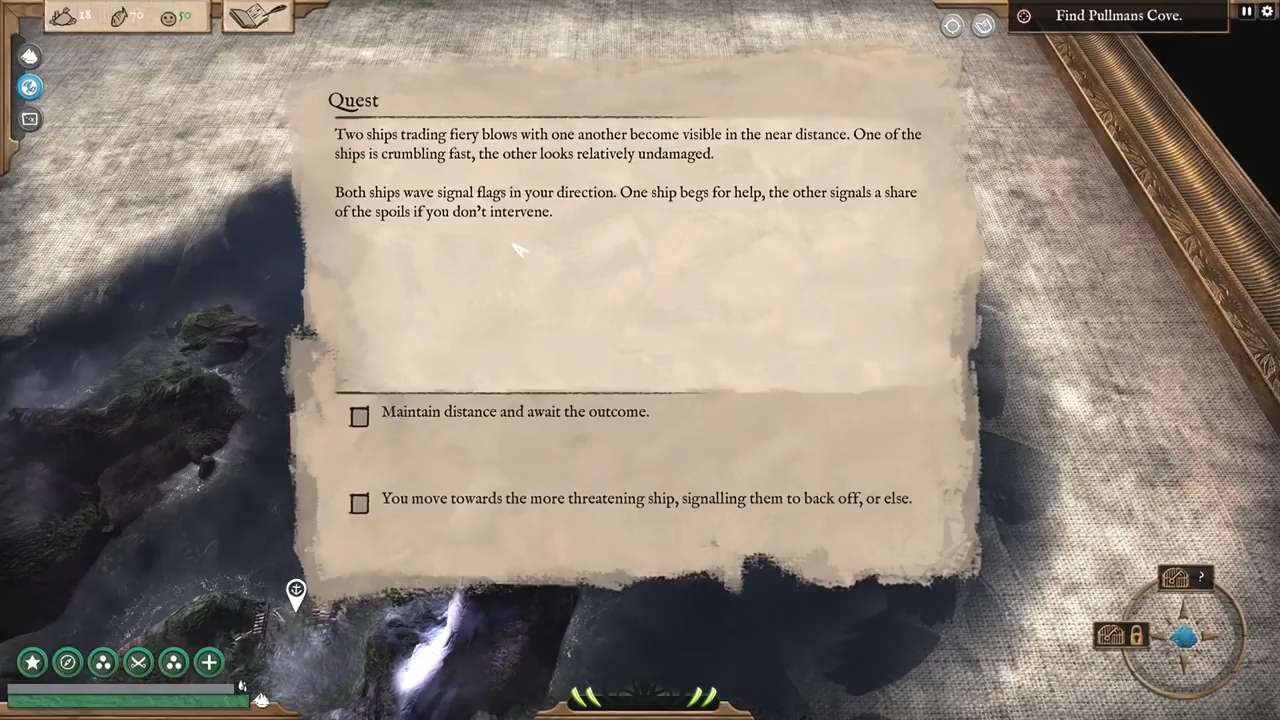 18 70 50
Find Pullmans Cove.
Quest
Two ships trading fiery blows with one another become visible in the near distance. One of the
ships is crumbling fast, the other looks relatively undamaged.
Both ships wave signal flags in your direction. One ship begs for help, the other signals a share
of the spoils if you don't intervene.
Maintain distance and await the outcome.
You move towards the more threatening ship, signalling them to back off, or else.
?